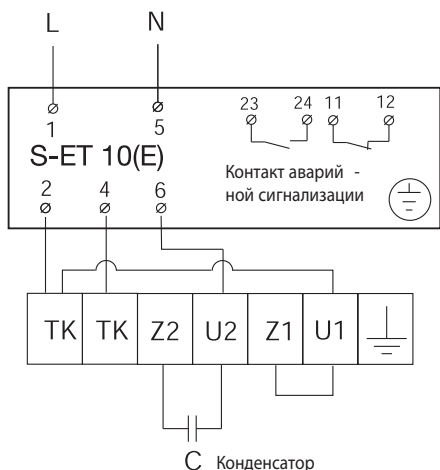 L N
23 24 11 12
1 5
S-ET 10(E)
Контакт аварий -
ной сигнализации
2 4 6
TK TK Z2 U2 Z1 U1
C Конденсатор